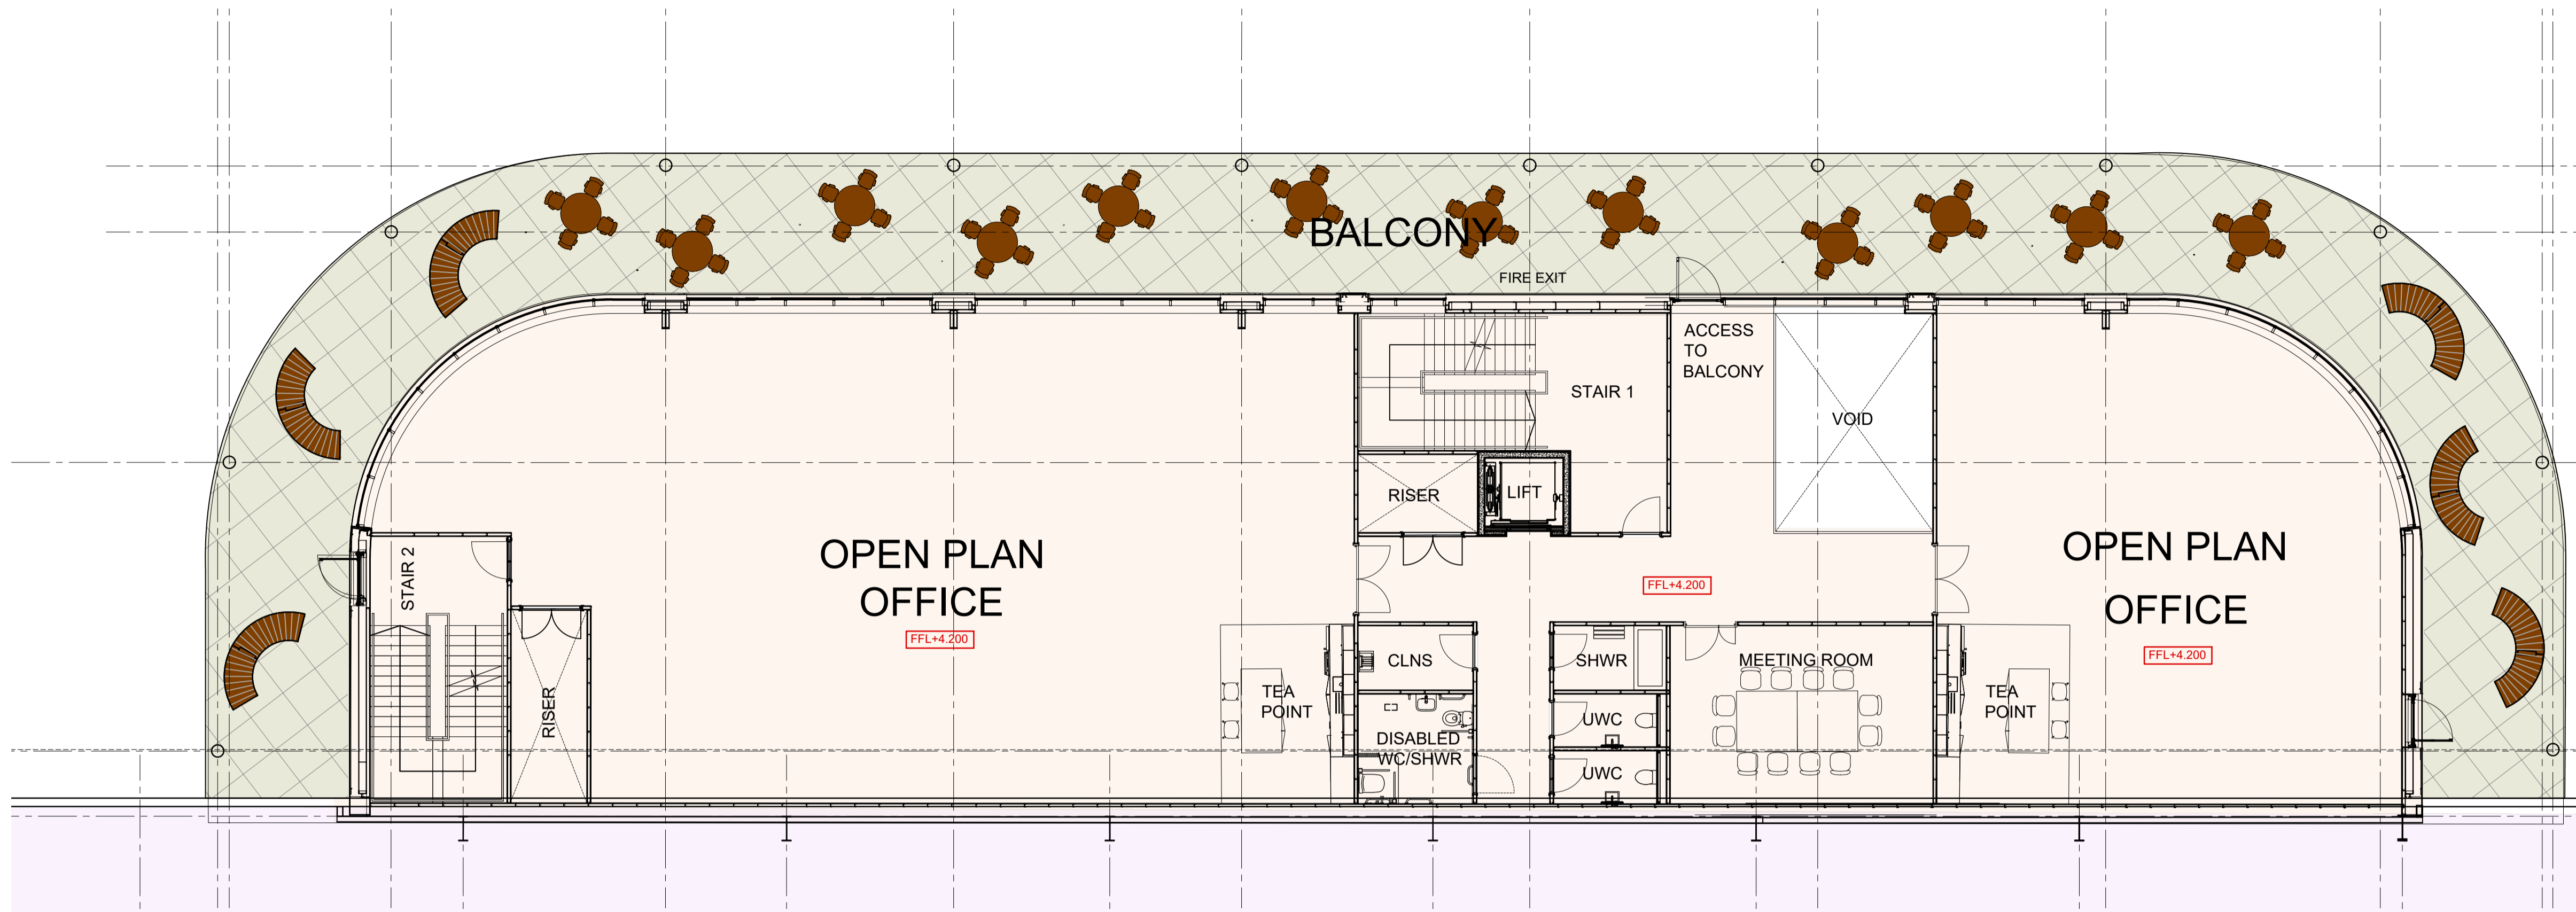 BALCONY
FIRE EXIT
ACCESS
TO
BALCONY
STAIR 1
VOID
RISER
LIFT
STAIR 2
OPEN PLAN
OFFICE
FFL+4.200
OPEN PLAN
OFFICE
FFL+4.200
FFL+4.200
RISER
TEA
POINT
CLNS
DISABLED
WC/SHWR
SHWR
UWC
UWC
MEETING ROOM
TEA
POINT